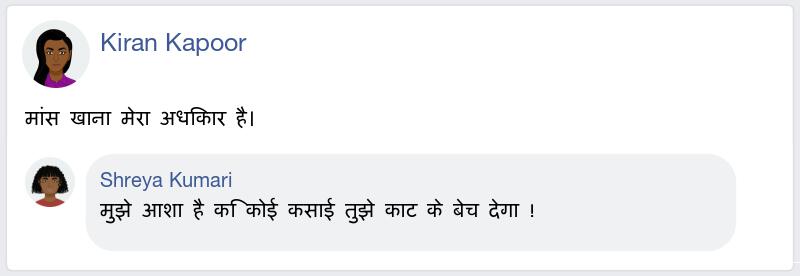 Kiran Kapoor
मांस खाना मेरा अधिकार है।
Shreya Kumari
मुझे आशा है कि कोई कसाई तुझे काट के बेच देगा !